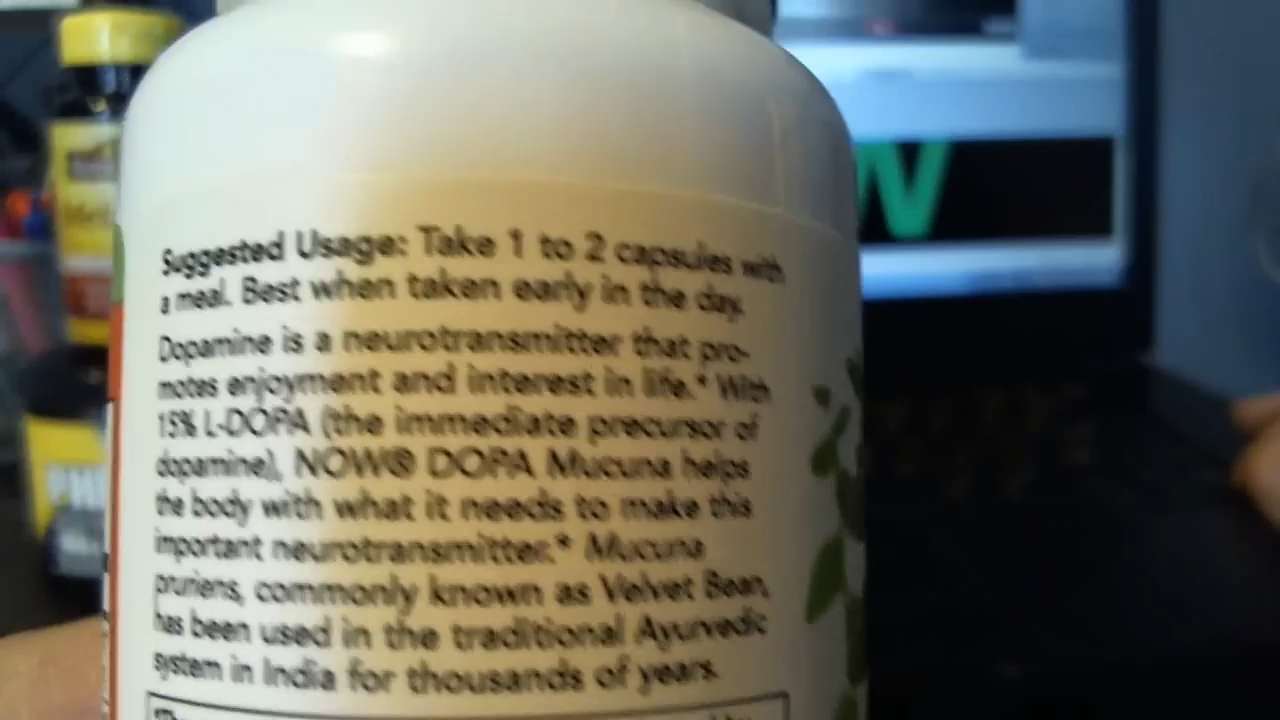 Suggested Usage: Take 1 to 2 capsules with
a meal. Best when taken early in the day.
Dopamine is a neurotransmitter that pro-
motes enjoyment and interest in life.* With
15% L-DOPA (the immediate precursor of
dopamine), NOW® DOPA Mucuna helps
the body with what it needs to make this
important neurotransmitter.* Mucuna
pruriens, commonly known as Velvet Bean,
has been used in the traditional Ayurvedic
system in India for thousands of years.
W
PH